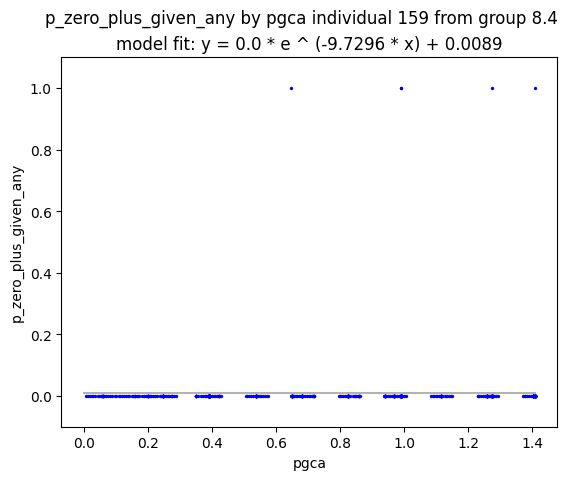 p_zero_plus_given_any by pgca individual 159 from group 8.4
model fit: y = 0.0 * e ^ (-9.7296 * x) + 0.0089
1.0
0.8
0.6
0.4
0.2
0.0
p_zero_plus_given_any
0.0 0.2 0.4 0.6 0.8 1.0 1.2 1.4
pgca